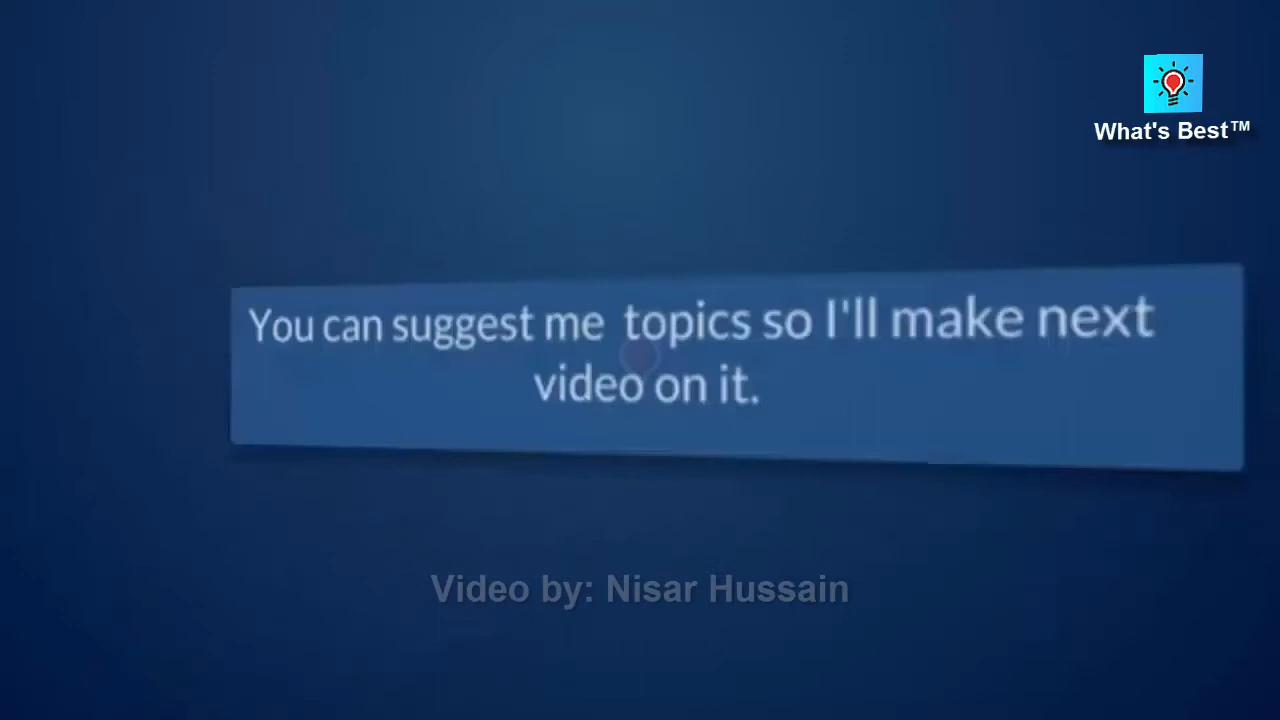 What's Best™
You can suggest me topics so I'll make next
video on it.
Video by: Nisar Hussain